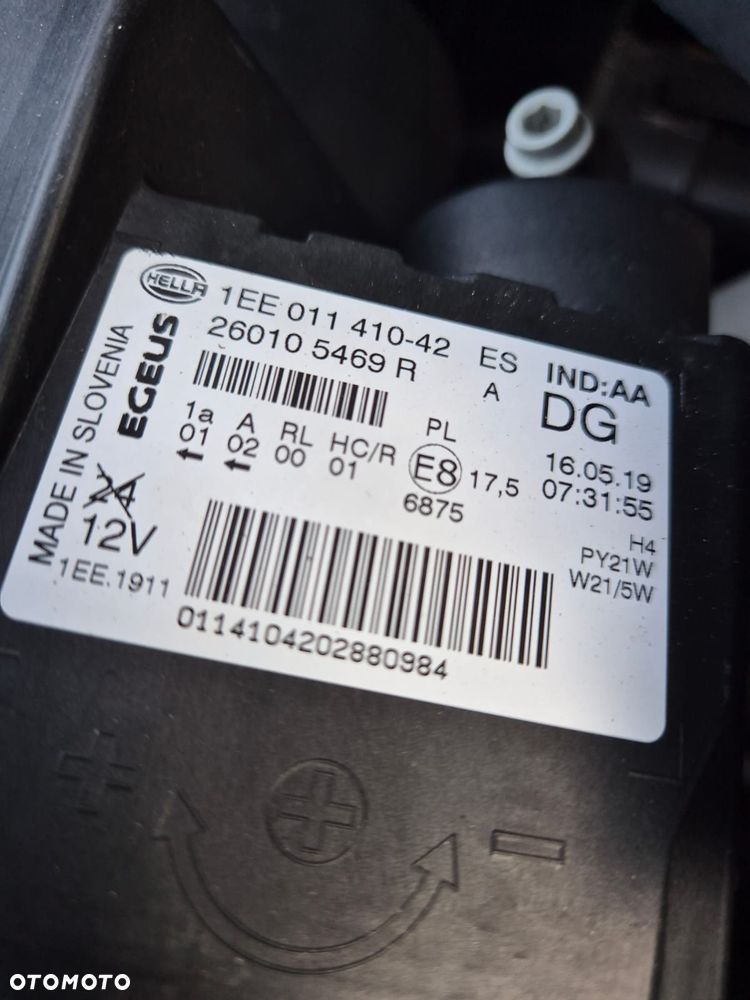 HELLA
1EE 011 410-42 ES IND:AA
26010 5469 R A DG
EGEUS
MADE IN SLOVENIA
1a A RL HC/R PL
01 02 00 01 E8 17,5
6875
16.05.19
07:31:55
24
12V
1EE.1911
H4
PY21W
W21/5W
0114104202880984
OTOMOTO